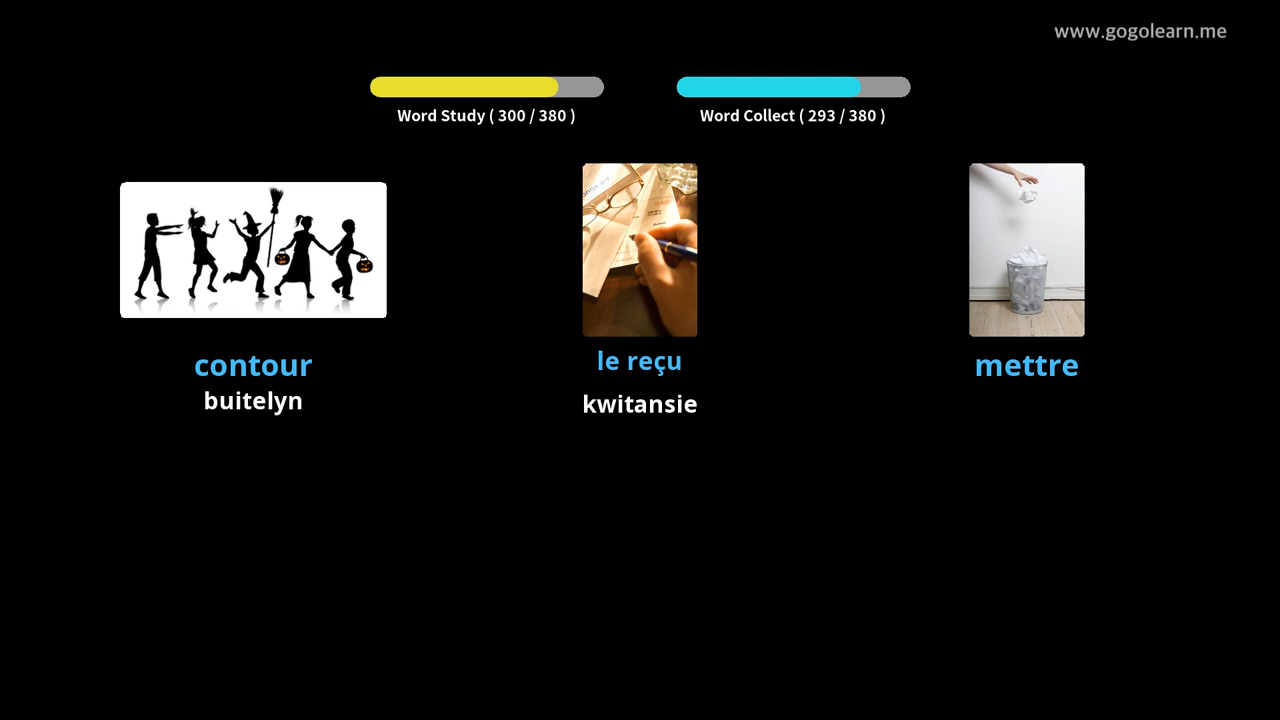 www.gogolearn.me
Word Study ( 300 / 380 )
Word Collect ( 293 / 380 )
contour
buitelyn
le reçu
kwitansie
mettre